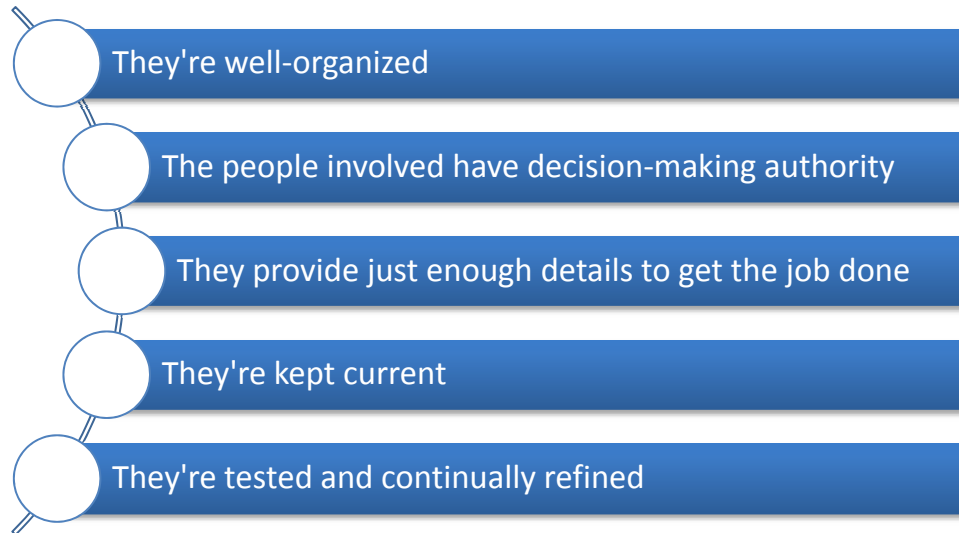 They're well-organized
The people involved have decision-making authority
They provide just enough details to get the job done
They're kept current
They're tested and continually refined